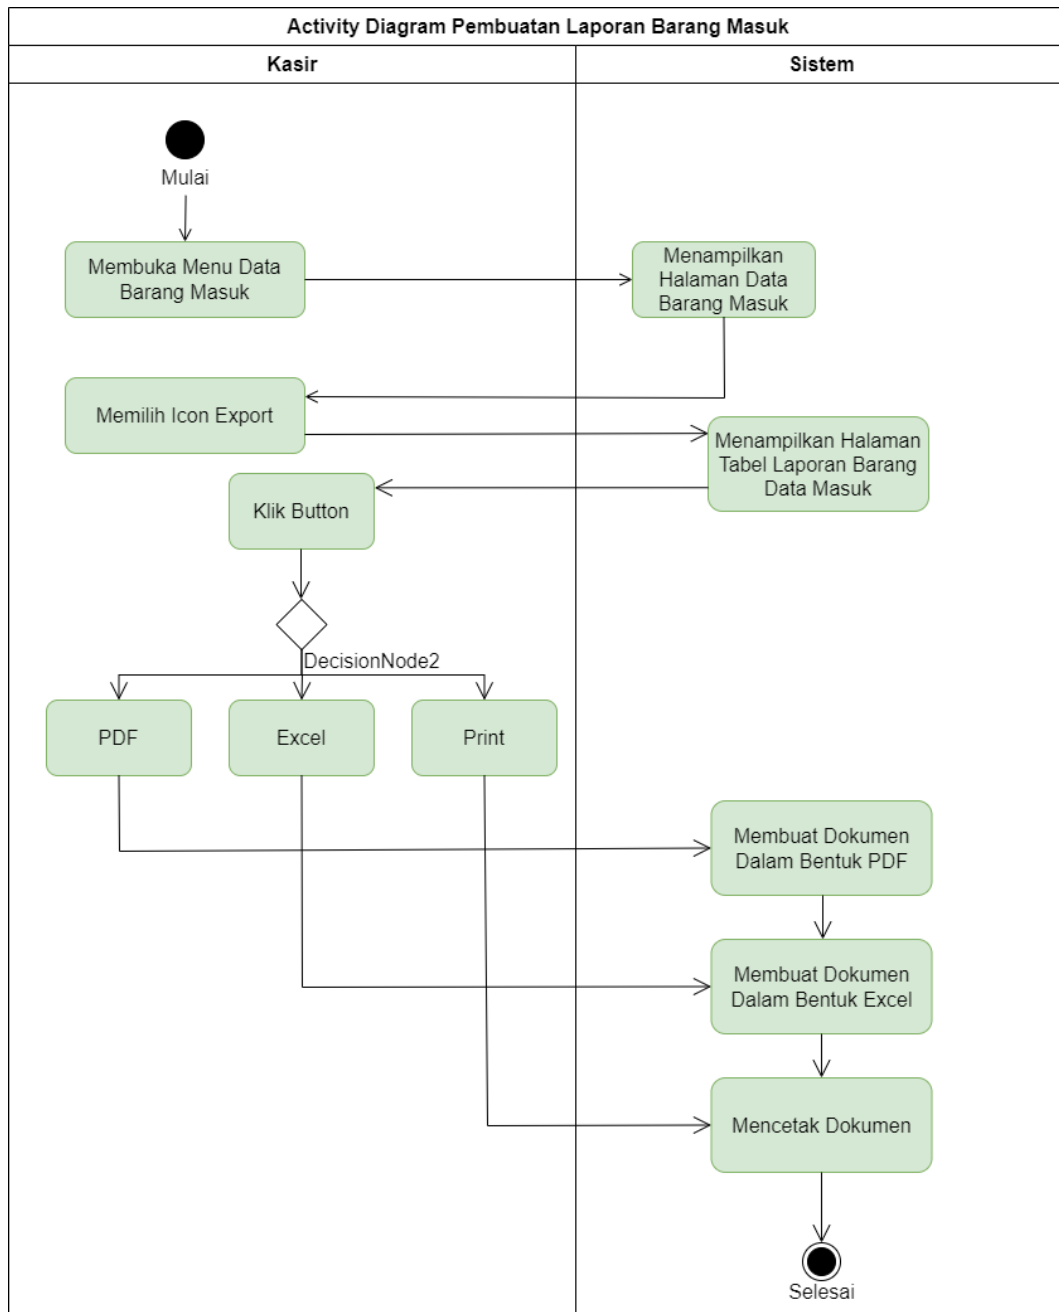 Activity Diagram Pembuatan Laporan Barang Masuk
Kasir
Sistem
Mulai
Membuka Menu Data
Barang Masuk
Menampilkan
Halaman Data
Barang Masuk
Memilih Icon Export
Menampilkan Halaman
Tabel Laporan Barang
Data Masuk
Klik Button
DecisionNode2
PDF
Excel
Print
Membuat Dokumen
Dalam Bentuk PDF
Membuat Dokumen
Dalam Bentuk Excel
Mencetak Dokumen
Selesai